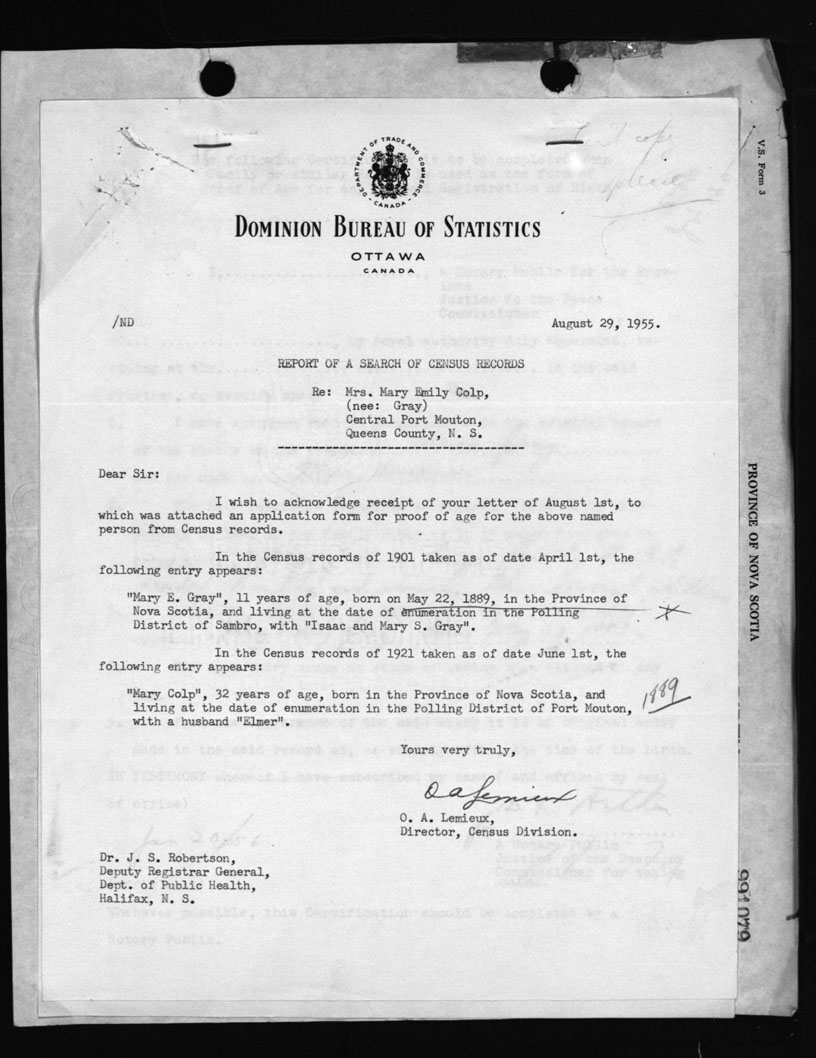 DEPARTMENT OF TRADE AND COMMERCE
- CANADA -
DOMINION BUREAU OF STATISTICS
OTTAWA
CANADA
/ND
August 29, 1955.
REPORT OF A SEARCH OF CENSUS RECORDS
Re: Mrs. Mary Emily Colp,
(nee: Gray)
Central Port Mouton,
Queens County, N. S.
Dear Sir:
I wish to acknowledge receipt of your letter of August 1st, to
which was attached an application form for proof of age for the above named
person from Census records.
In the Census records of 1901 taken as of date April 1st, the
following entry appears:
"Mary E. Gray", 11 years of age, born on May 22, 1889, in the Province of
Nova Scotia, and living at the date of enumeration in the Polling
District of Sambro, with "Isaac and Mary S. Gray".
In the Census records of 1921 taken as of date June 1st, the
following entry appears:
"Mary Colp", 32 years of age, born in the Province of Nova Scotia, and
living at the date of enumeration in the Polling District of Port Mouton,
with a husband "Elmer".
1889
Yours very truly,
O A Lemieux
O. A. Lemieux,
Director, Census Division.
Dr. J. S. Robertson,
Deputy Registrar General,
Dept. of Public Health,
Halifax, N. S.
Whenever possible, this Certification should be completed by a
Notary Public.
V.S. Form 3
PROVINCE OF NOVA SCOTIA
991079